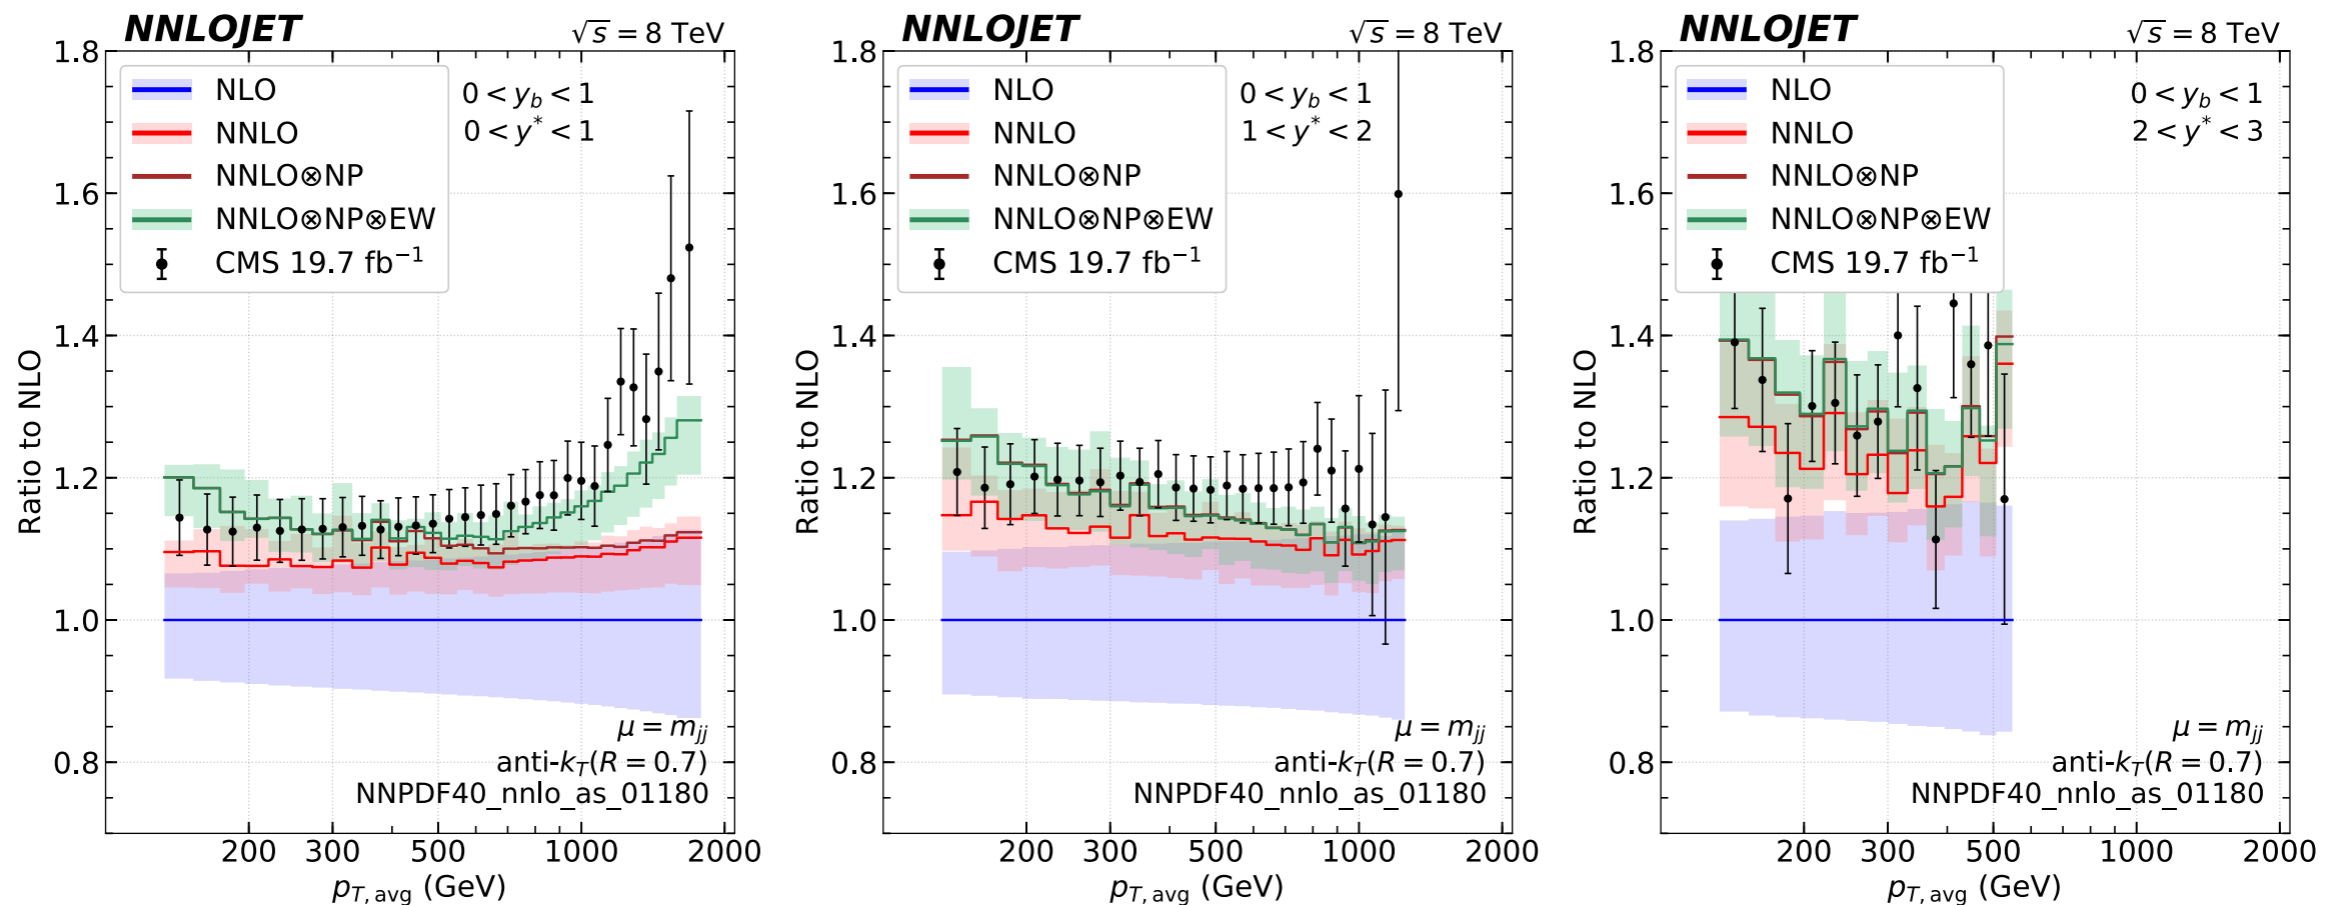 NNLOJET √s = 8 TeV
NLO
NNLO
NNLO⊗NP
NNLO⊗NP⊗EW
CMS 19.7 fb⁻¹
0 < y_b < 1
0 < y* < 1
1.8
1.6
1.4
1.2
1.0
0.8
Ratio to NLO
μ = m_jj
anti-k_T(R = 0.7)
NNPDF40_nnlo_as_01180
200 300 500 1000 2000
p_T, avg (GeV)
NNLOJET √s = 8 TeV
NLO
NNLO
NNLO⊗NP
NNLO⊗NP⊗EW
CMS 19.7 fb⁻¹
0 < y_b < 1
1 < y* < 2
1.8
1.6
1.4
1.2
1.0
0.8
Ratio to NLO
μ = m_jj
anti-k_T(R = 0.7)
NNPDF40_nnlo_as_01180
200 300 500 1000 2000
p_T, avg (GeV)
NNLOJET √s = 8 TeV
NLO
NNLO
NNLO⊗NP
NNLO⊗NP⊗EW
CMS 19.7 fb⁻¹
0 < y_b < 1
2 < y* < 3
1.8
1.6
1.4
1.2
1.0
0.8
Ratio to NLO
μ = m_jj
anti-k_T(R = 0.7)
NNPDF40_nnlo_as_01180
200 300 500 1000 2000
p_T, avg (GeV)